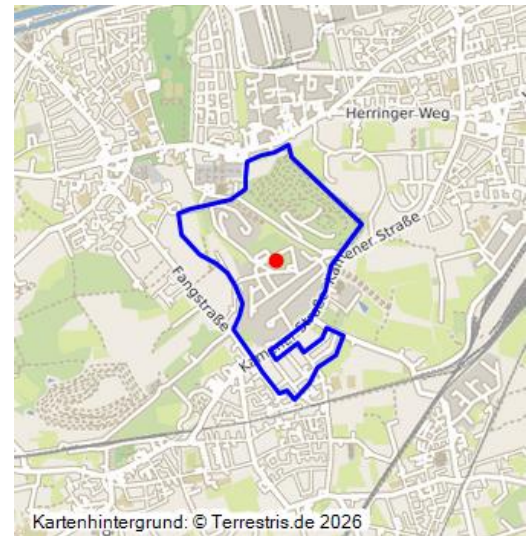 Herringer Weg
Kamener Straße
Fangstraße
Kamener Straße
Kartenhintergrund: © Terrestris.de 2026